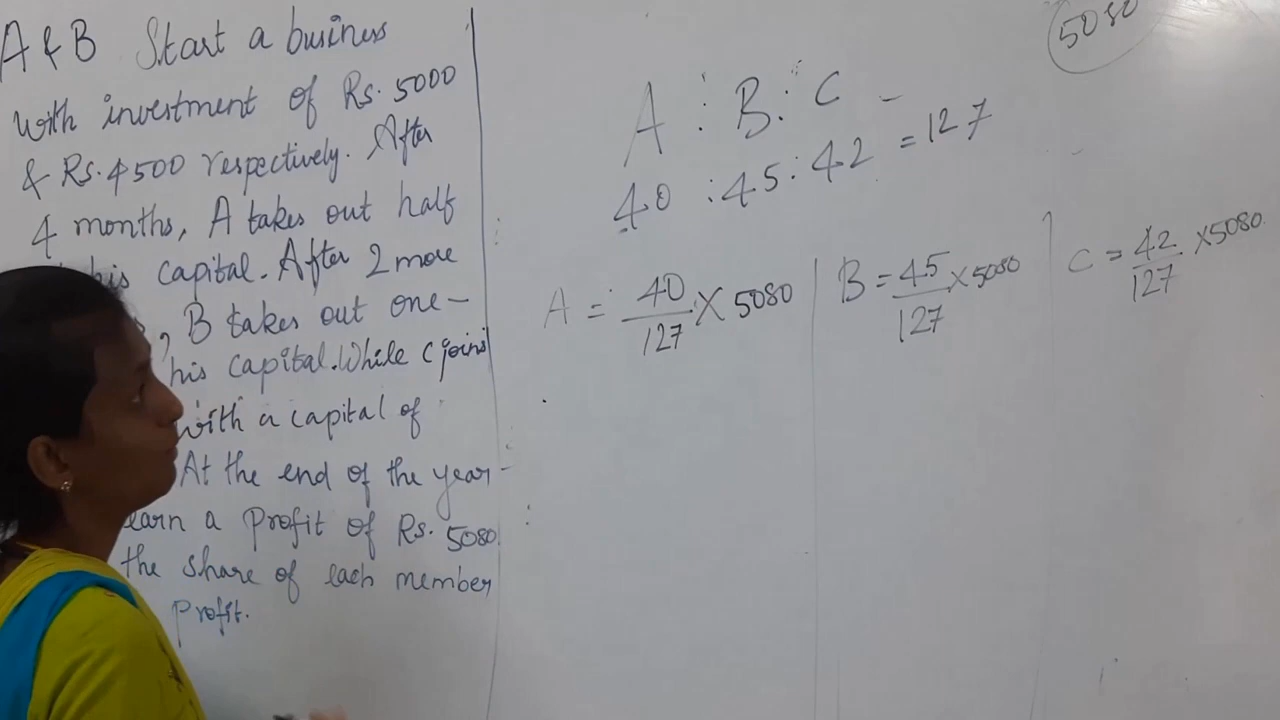 A & B Start a business
with investment of Rs. 5000
& Rs. 4500 respectively. After
4 months, A takes out half
his capital. After 2 more
, B takes out one-
his capital. While C joins
with a capital of
At the end of the year
earn a Profit of Rs. 5080
the share of each member
Profit.
5080
A : B : C
40 : 45 : 42 = 127
A = 40/127 X 5080
B = 45/127 X 5080
C = 42/127 X 5080